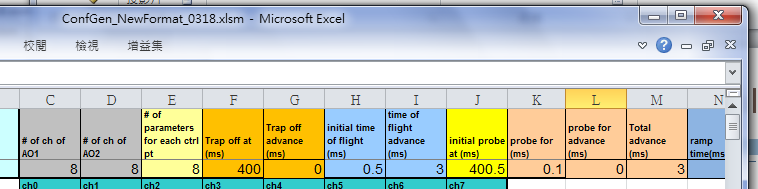 ConfGen_NewFormat_0318.xlsm - Microsoft Excel
校閱 檢視 增益集
C D E F G H I J K L M N
# of ch of AO1
# of ch of AO2
# of parameters for each ctrl pt
Trap off at (ms)
Trap off advance (ms)
initial time of flight (ms)
time of flight advance (ms)
initial probe at (ms)
probe for (ms)
probe for advance (ms)
Total advance (ms)
ramp time(ms
8 8 8 400 0 0.5 3 400.5 0.1 0 3
ch0 ch1 ch2 ch3 ch4 ch5 ch6 ch7